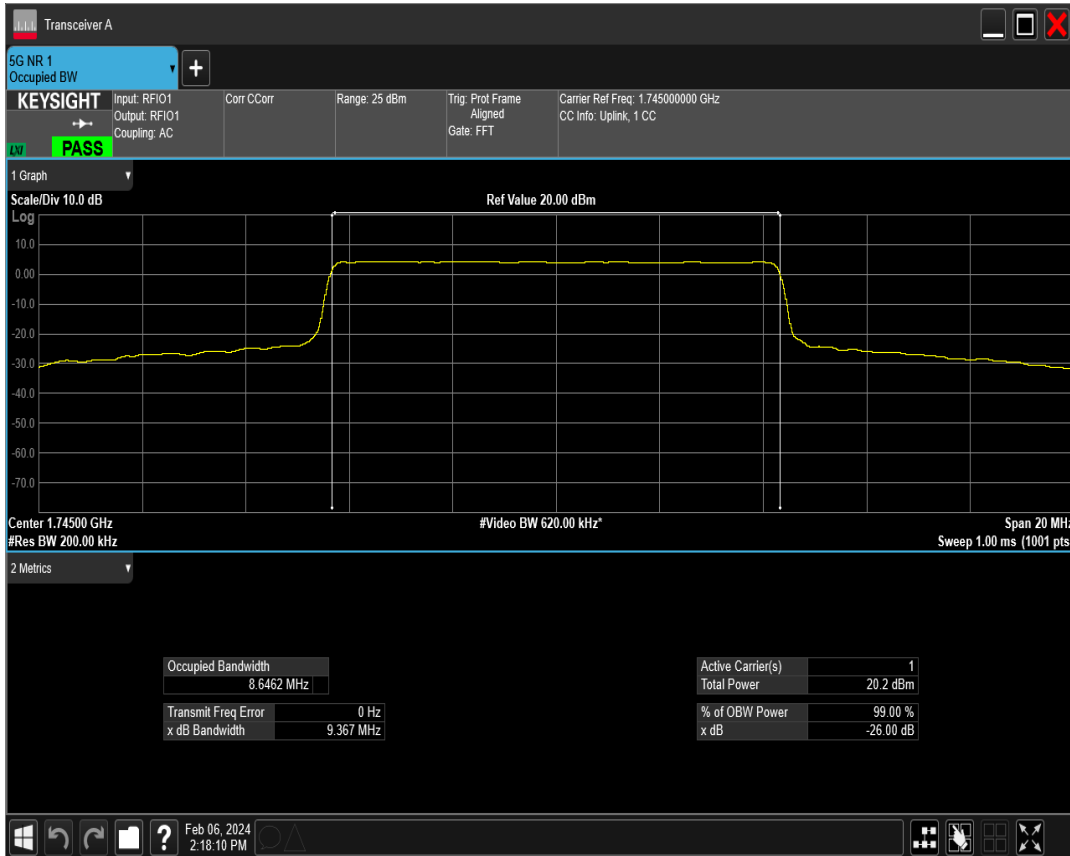 Transceiver A
5G NR 1
Occupied BW
KEYSIGHT
LXI
PASS
Input: RFIO1
Output: RFIO1
Coupling: AC
Corr CCorr
Range: 25 dBm
Trig: Prot Frame
Aligned
Gate: FFT
Carrier Ref Freq: 1.745000000 GHz
CC Info: Uplink, 1 CC
1 Graph
Scale/Div 10.0 dB
Ref Value 20.00 dBm
Log
10.0
0.00
-10.0
-20.0
-30.0
-40.0
-50.0
-60.0
-70.0
Center 1.74500 GHz
#Video BW 620.00 kHz*
Span 20 MHz
#Res BW 200.00 kHz
Sweep 1.00 ms (1001 pts
2 Metrics
Occupied Bandwidth
8.6462 MHz
Transmit Freq Error 0 Hz
x dB Bandwidth 9.367 MHz
Active Carrier(s) 1
Total Power 20.2 dBm
% of OBW Power 99.00 %
x dB -26.00 dB
?
Feb 06, 2024
2:18:10 PM